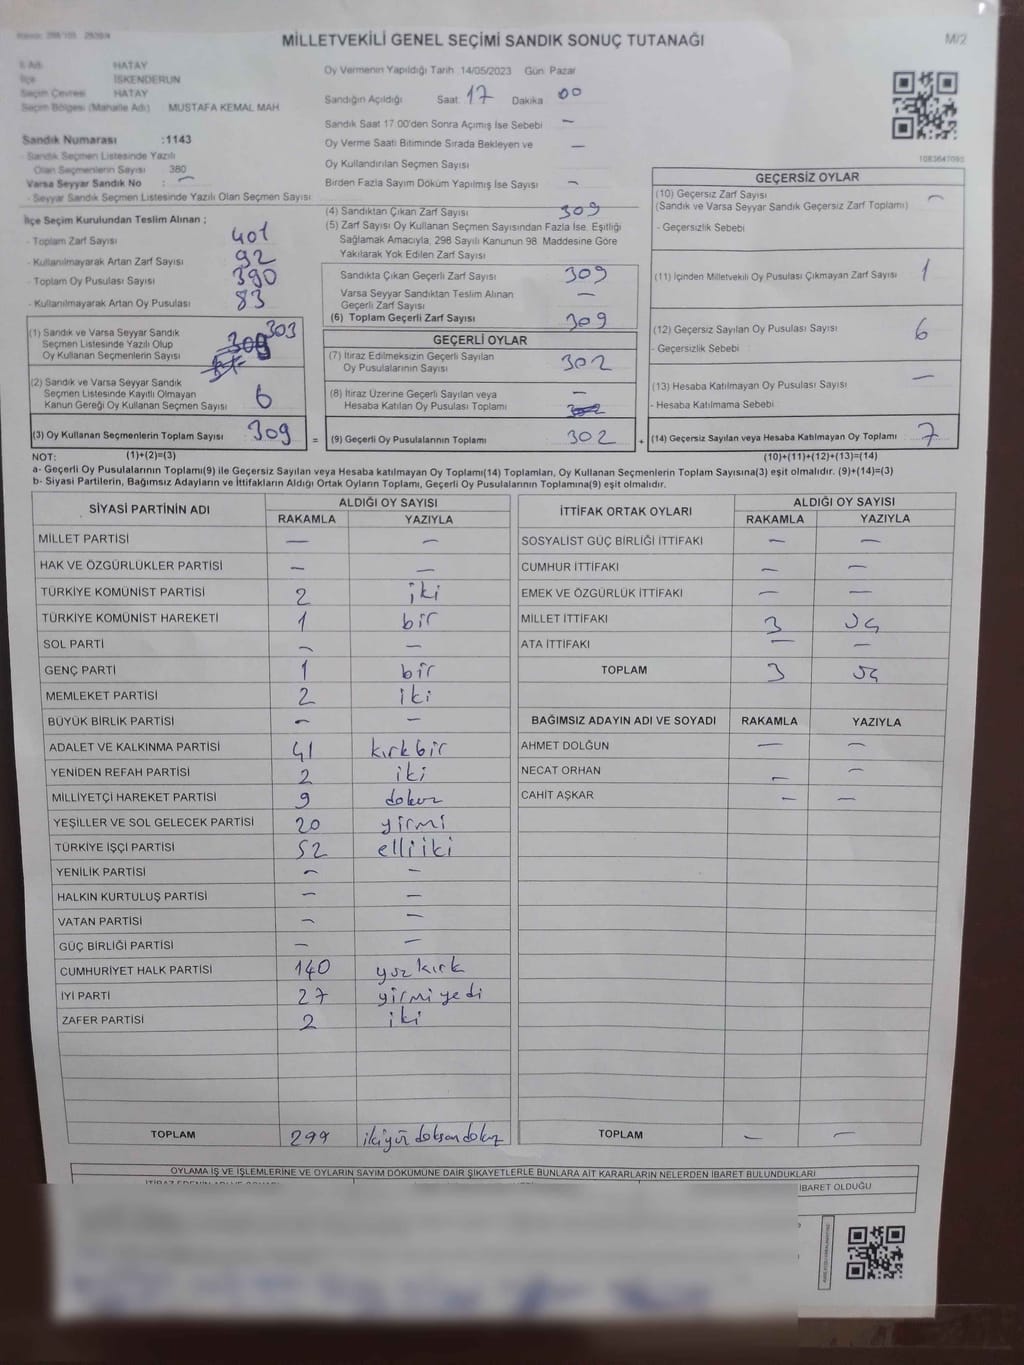 MİLLETVEKİLİ GENEL SEÇİMİ SANDIK SONUÇ TUTANAĞI
M/2
İl Adı HATAY
İlçe İSKENDERUN
Seçim Çevresi HATAY
Seçim Bölgesi (Mahalle Adı) MUSTAFA KEMAL MAH
Sandık Numarası :1143
- Sandık Seçmen Listesinde Yazılı
Olan Seçmenlerin Sayısı 380
Varsa Seyyar Sandık No : –
- Seyyar Sandık Seçmen Listesinde Yazılı Olan Seçmen Sayısı
Oy Vermenin Yapıldığı Tarih :14/05/2023 Gün: Pazar
Sandığın Açıldığı Saat: 17 Dakika 00
Sandık Saat 17:00'den Sonra Açımış İse Sebebi –
Oy Verme Saati Bitiminde Sırada Bekleyen ve –
Oy Kullandırılan Seçmen Sayısı
Birden Fazla Sayım Döküm Yapılmış İse Sayısı –
1083647093
İlçe Seçim Kurulundan Teslim Alınan ;
- Toplam Zarf Sayısı 401
- Kullanılmayarak Artan Zarf Sayısı 92
- Toplam Oy Pusulası Sayısı 390
- Kullanılmayarak Artan Oy Pusulası 83
(1) Sandık ve Varsa Seyyar Sandık 303
Seçmen Listesinde Yazılı Olup
Oy Kullanan Seçmenlerin Sayısı
(2) Sandık ve Varsa Seyyar Sandık
Seçmen Listesinde Kayıtlı Olmayan
Kanun Gereği Oy Kullanan Seçmen Sayısı 6
(3) Oy Kullanan Seçmenlerin Toplam Sayısı 309 =
(4) Sandıktan Çıkan Zarf Sayısı 309
(5) Zarf Sayısı Oy Kullanan Seçmen Sayısından Fazla İse, Eşitliği
Sağlamak Amacıyla, 298 Sayılı Kanunun 98. Maddesine Göre
Yakılarak Yok Edilen Zarf Sayısı
Sandıkta Çıkan Geçerli Zarf Sayısı 309
Varsa Seyyar Sandıktan Teslim Alınan –
Geçerli Zarf Sayısı
(6) Toplam Geçerli Zarf Sayısı 309
GEÇERLİ OYLAR
(7) İtiraz Edilmeksizin Geçerli Sayılan
Oy Pusulalarının Sayısı 302
(8) İtiraz Üzerine Geçerli Sayılan veya –
Hesaba Katılan Oy Pusulası Toplamı
(9) Geçerli Oy Pusulalarının Toplamı 302 +
GEÇERSİZ OYLAR
(10) Geçersiz Zarf Sayısı –
(Sandık ve Varsa Seyyar Sandık Geçersiz Zarf Toplamı)
- Geçersizlik Sebebi
(11) İçinden Milletvekili Oy Pusulası Çıkmayan Zarf Sayısı 1
(12) Geçersiz Sayılan Oy Pusulası Sayısı 6
- Geçersizlik Sebebi
(13) Hesaba Katılmayan Oy Pusulası Sayısı –
- Hesaba Katılmama Sebebi
(14) Geçersiz Sayılan veya Hesaba Katılmayan Oy Toplamı 7
NOT: (1)+(2)=(3) (10)+(11)+(12)+(13)=(14)
a- Geçerli Oy Pusulalarının Toplamı(9) ile Geçersiz Sayılan veya Hesaba katılmayan Oy Toplamı(14) Toplamları, Oy Kullanan Seçmenlerin Toplam Sayısına(3) eşit olmalıdır. (9)+(14)=(3)
b- Siyasi Partilerin, Bağımsız Adayların ve İttifakların Aldığı Ortak Oyların Toplamı, Geçerli Oy Pusulalarının Toplamına(9) eşit olmalıdır.
SİYASİ PARTİNİN ADI ALDIĞI OY SAYISI
RAKAMLA YAZIYLA
MİLLET PARTİSİ – –
HAK VE ÖZGÜRLÜKLER PARTİSİ – –
TÜRKİYE KOMÜNİST PARTİSİ 2 iki
TÜRKİYE KOMÜNİST HAREKETİ 1 bir
SOL PARTİ – –
GENÇ PARTİ 1 bir
MEMLEKET PARTİSİ 2 iki
BÜYÜK BİRLİK PARTİSİ – –
ADALET VE KALKINMA PARTİSİ 41 kırkbir
YENİDEN REFAH PARTİSİ 2 iki
MİLLİYETÇİ HAREKET PARTİSİ 9 dokuz
YEŞİLLER VE SOL GELECEK PARTİSİ 20 yirmi
TÜRKİYE İŞÇİ PARTİSİ 52 elliiki
YENİLİK PARTİSİ – –
HALKIN KURTULUŞ PARTİSİ – –
VATAN PARTİSİ – –
GÜÇ BİRLİĞİ PARTİSİ – –
CUMHURİYET HALK PARTİSİ 140 yüz kırk
İYİ PARTİ 27 yirmi yedi
ZAFER PARTİSİ 2 iki
TOPLAM 299 ikiyüz doksan dokuz
İTTİFAK ORTAK OYLARI ALDIĞI OY SAYISI
RAKAMLA YAZIYLA
SOSYALİST GÜÇ BİRLİĞİ İTTİFAKI – –
CUMHUR İTTİFAKI – –
EMEK VE ÖZGÜRLÜK İTTİFAKI – –
MİLLET İTTİFAKI 3 üç
ATA İTTİFAKI – –
TOPLAM 3 üç
BAĞIMSIZ ADAYIN ADI VE SOYADI RAKAMLA YAZIYLA
AHMET DOLĞUN – –
NECAT ORHAN – –
CAHİT AŞKAR – –
TOPLAM – –
OYLAMA İŞ VE İŞLEMLERİNE VE OYLARIN SAYIM DÖKÜMÜNE DAİR ŞİKAYETLERLE BUNLARA AİT KARARLARIN NELERDEN İBARET BULUNDUKLARI
İBARET OLDUĞU